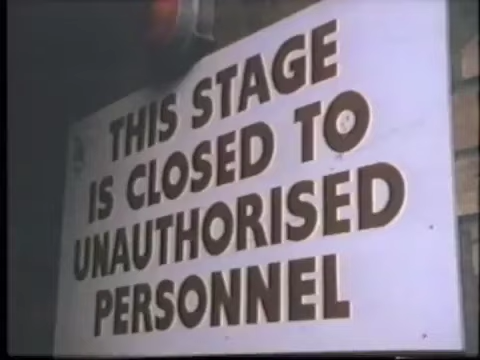 THIS STAGE
IS CLOSED TO
UNAUTHORISED
PERSONNEL